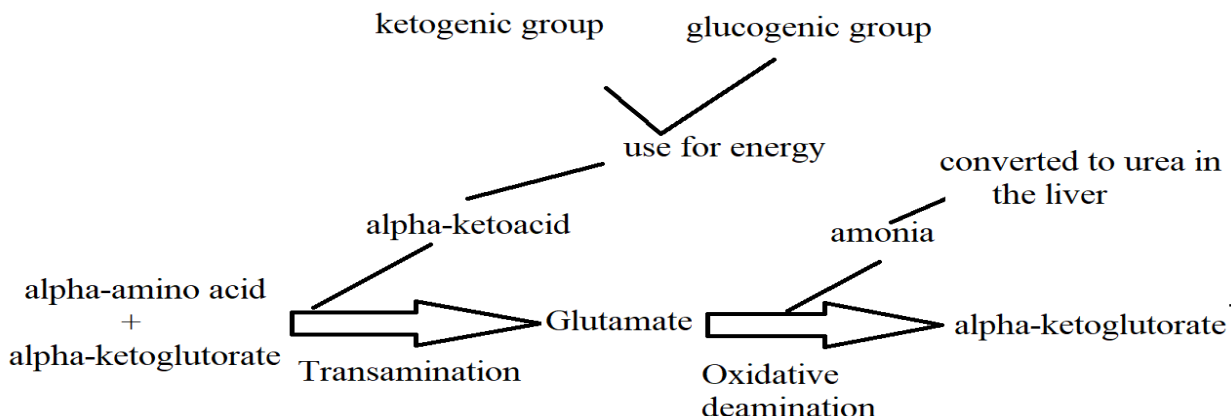 ketogenic group
glucogenic group
use for energy
converted to urea in
the liver
alpha-ketoacid
amonia
alpha-amino acid
+
alpha-ketoglutorate
Glutamate
alpha-ketoglutorate
Transamination
Oxidative
deamination